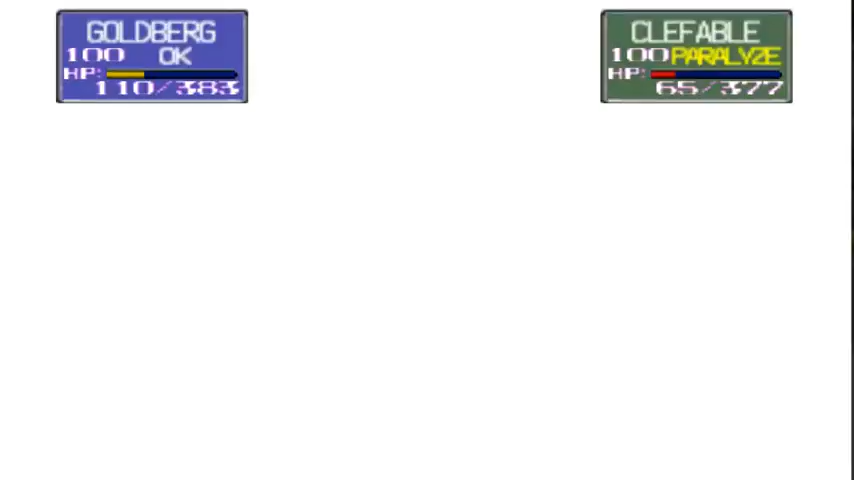 GOLDBERG
100 OK
HP:
110/383
CLEFABLE
100 PARALYZE
HP:
65/377